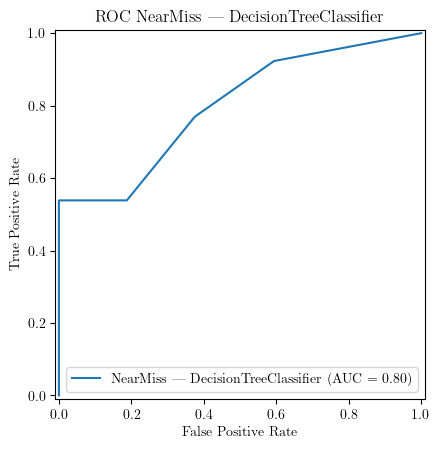 ROC NearMiss — DecisionTreeClassifier
1.0
0.8
0.6
0.4
0.2
0.0
True Positive Rate
NearMiss — DecisionTreeClassifier (AUC = 0.80)
0.0 0.2 0.4 0.6 0.8 1.0
False Positive Rate